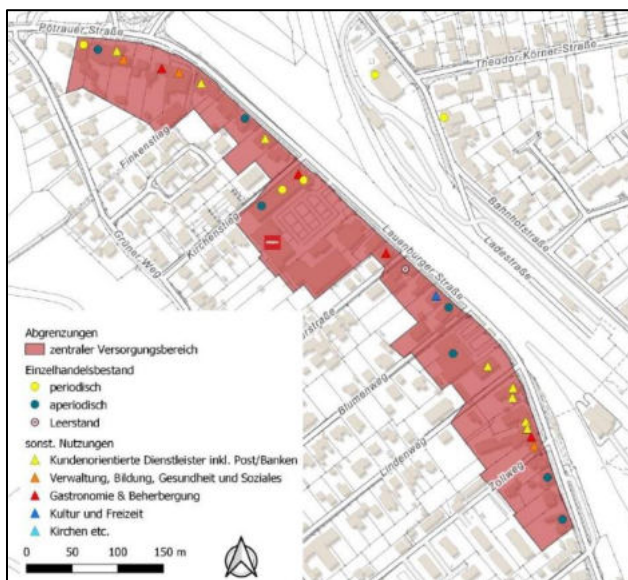 Pötrauer Straße
Theodor-Körner-Straße
Finkenstieg
Grüner-Weg
Kirchenstieg
Bahnhofstraße
Ladestraße
Lauenburger-Straße
Blumenweg
Lindenweg
Zollweg
Abgrenzungen
zentraler Versorgungsbereich
Einzelhandelsbestand
periodisch
aperiodisch
Leerstand
sonst. Nutzungen
Kundenorientierte Dienstleister inkl. Post/Banken
Verwaltung, Bildung, Gesundheit und Soziales
Gastronomie & Beherbergung
Kultur und Freizeit
Kirchen etc.
0 50 100 150 m